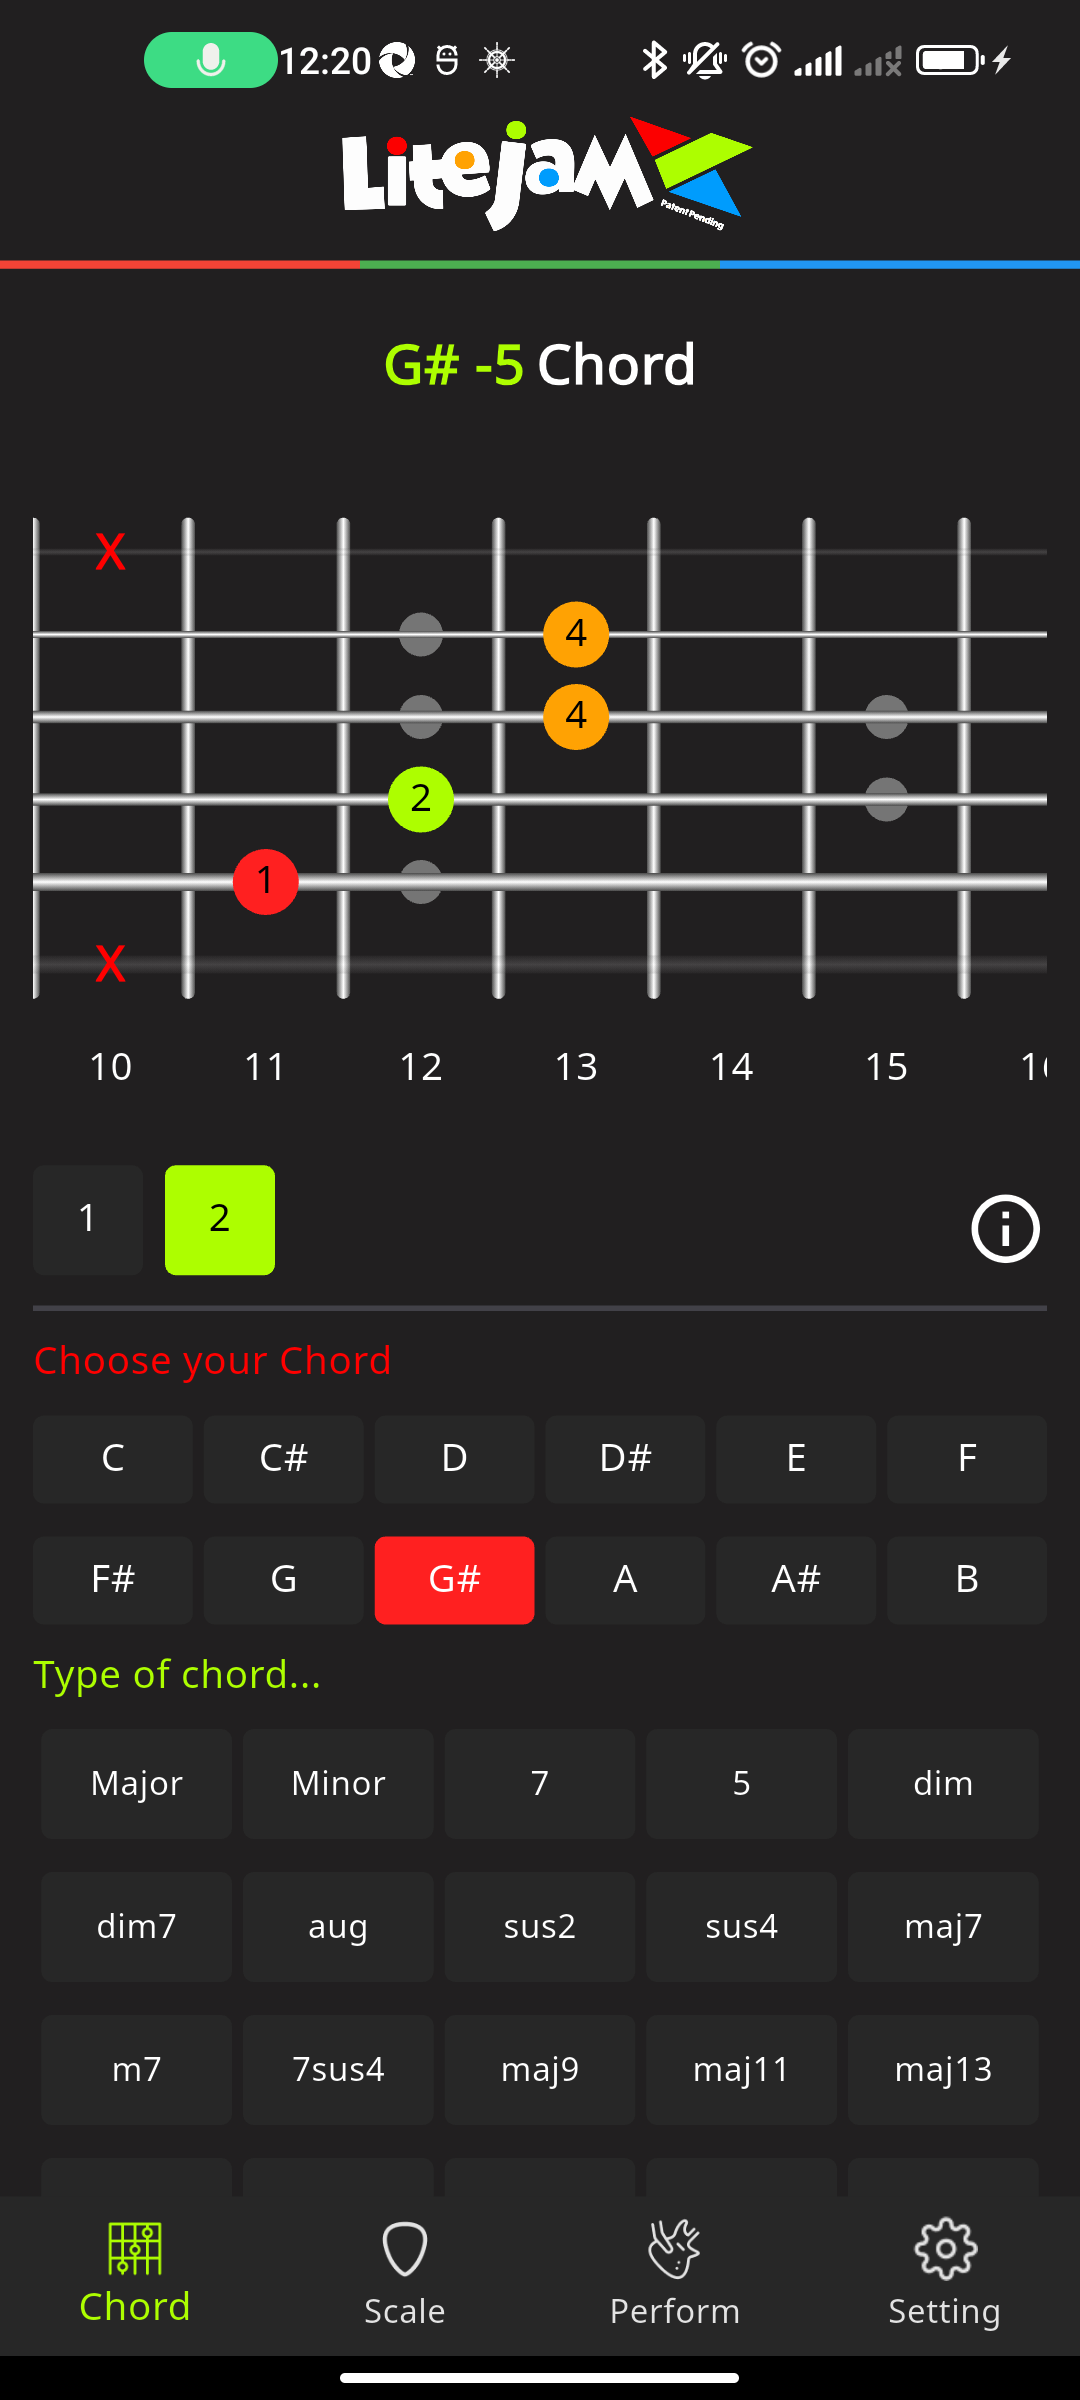 12:20
Litejam
Patent Pending
G# -5 Chord
X
4
4
2
1
X
10 11 12 13 14 15
1 2
Choose your Chord
C C# D D# E F
F# G G# A A# B
Type of chord...
Major Minor 7 5 dim
dim7 aug sus2 sus4 maj7
m7 7sus4 maj9 maj11 maj13
Chord Scale Perform Setting